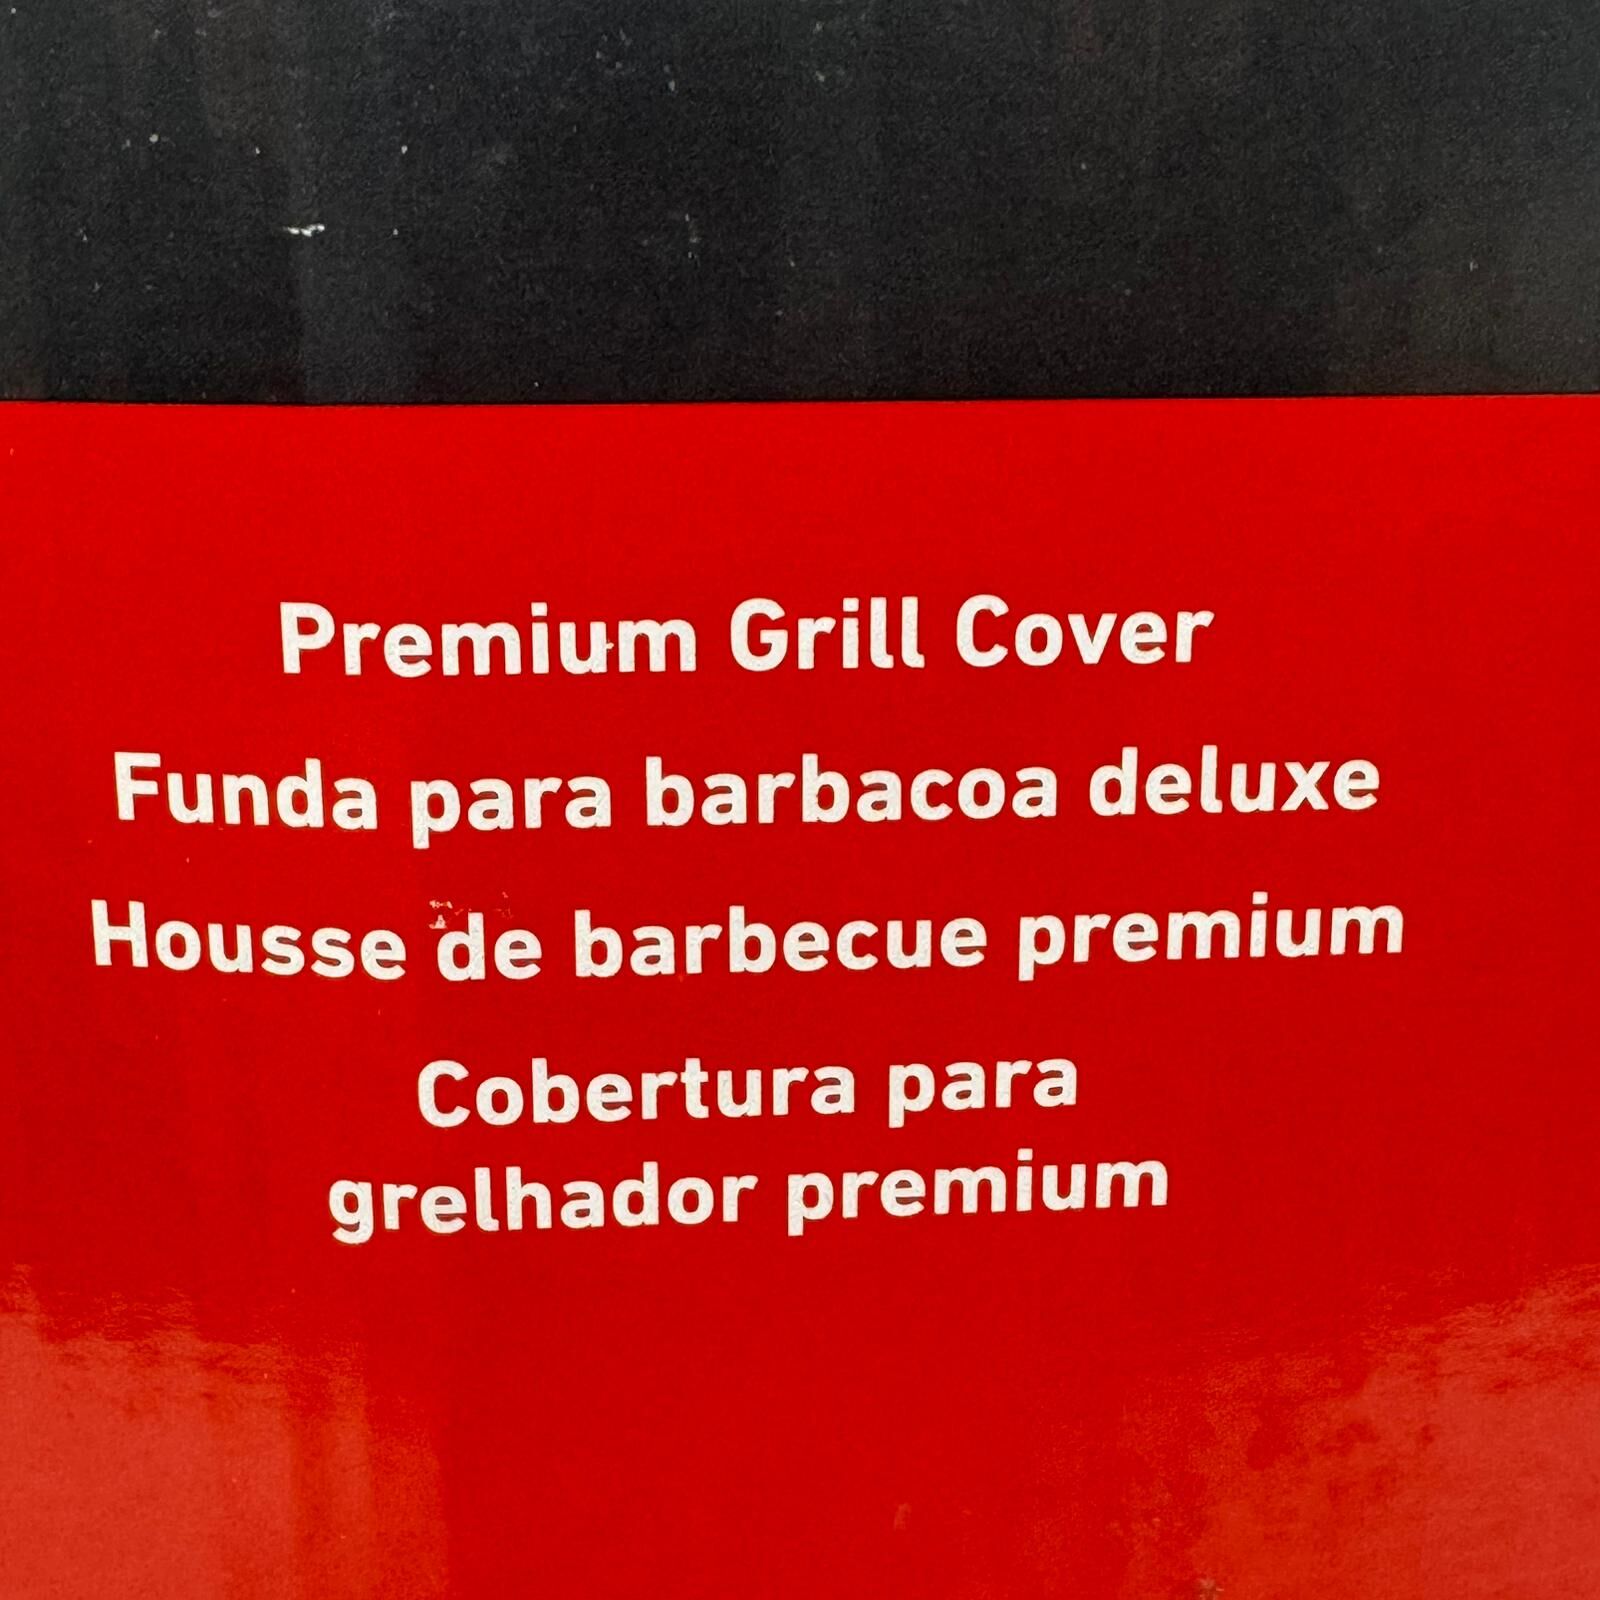 Premium Grill Cover
Funda para barbacoa deluxe
Housse de barbecue premium
Cobertura para
grelhador premium